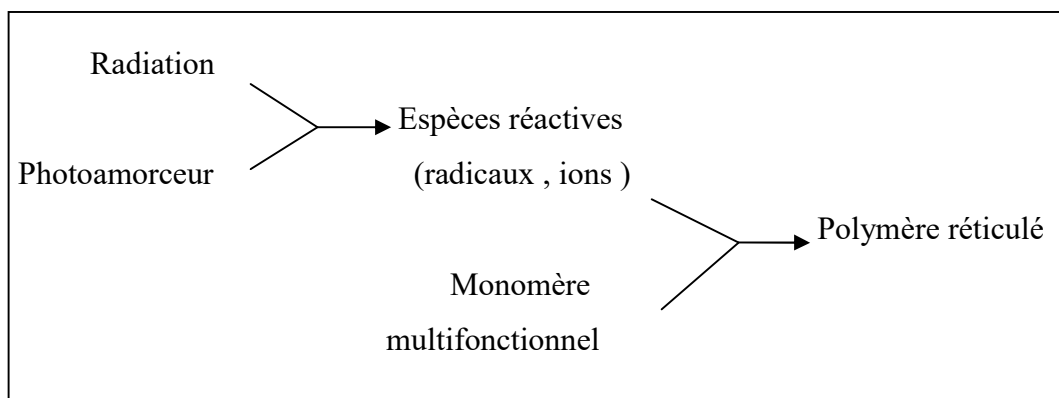 Radiation
Photoamorceur
Espèces réactives
(radicaux , ions )
Monomère
multifonctionnel
Polymère réticulé